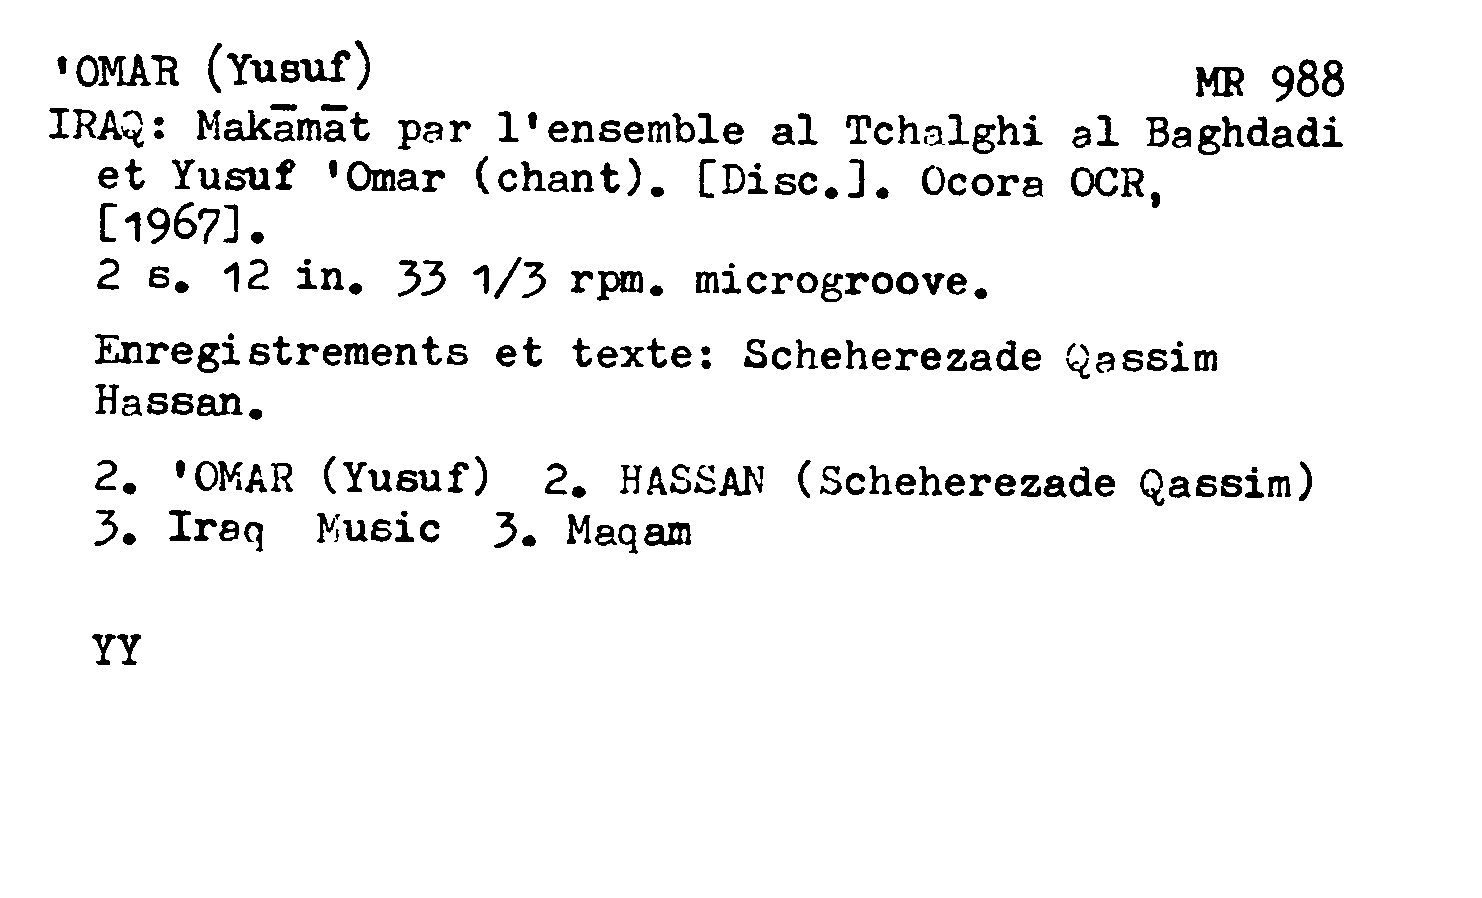 'OMAR (Yusuf) MR 988
IRAQ: Makāmāt par l'ensemble al Tchalghi al Baghdadi
et Yusuf 'Omar (chant). [Disc.]. Ocora OCR,
[1967].
2 s. 12 in. 33 1/3 rpm. microgroove.
Enregistrements et texte: Scheherezade Qassim
Hassan.
2. 'OMAR (Yusuf) 2. HASSAN (Scheherezade Qassim)
3. Iraq Music 3. Maqam
YY